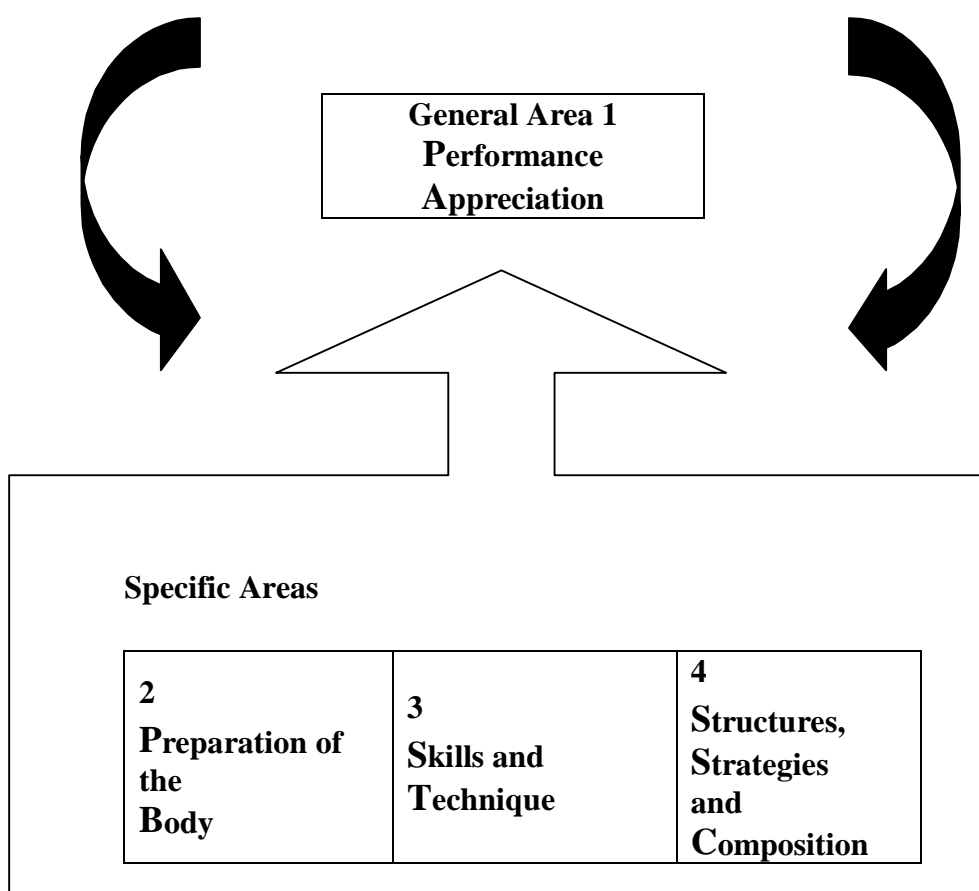 General Area 1
Performance
Appreciation
Specific Areas
2
Preparation of
the
Body
3
Skills and
Technique
4
Structures,
Strategies
and
Composition